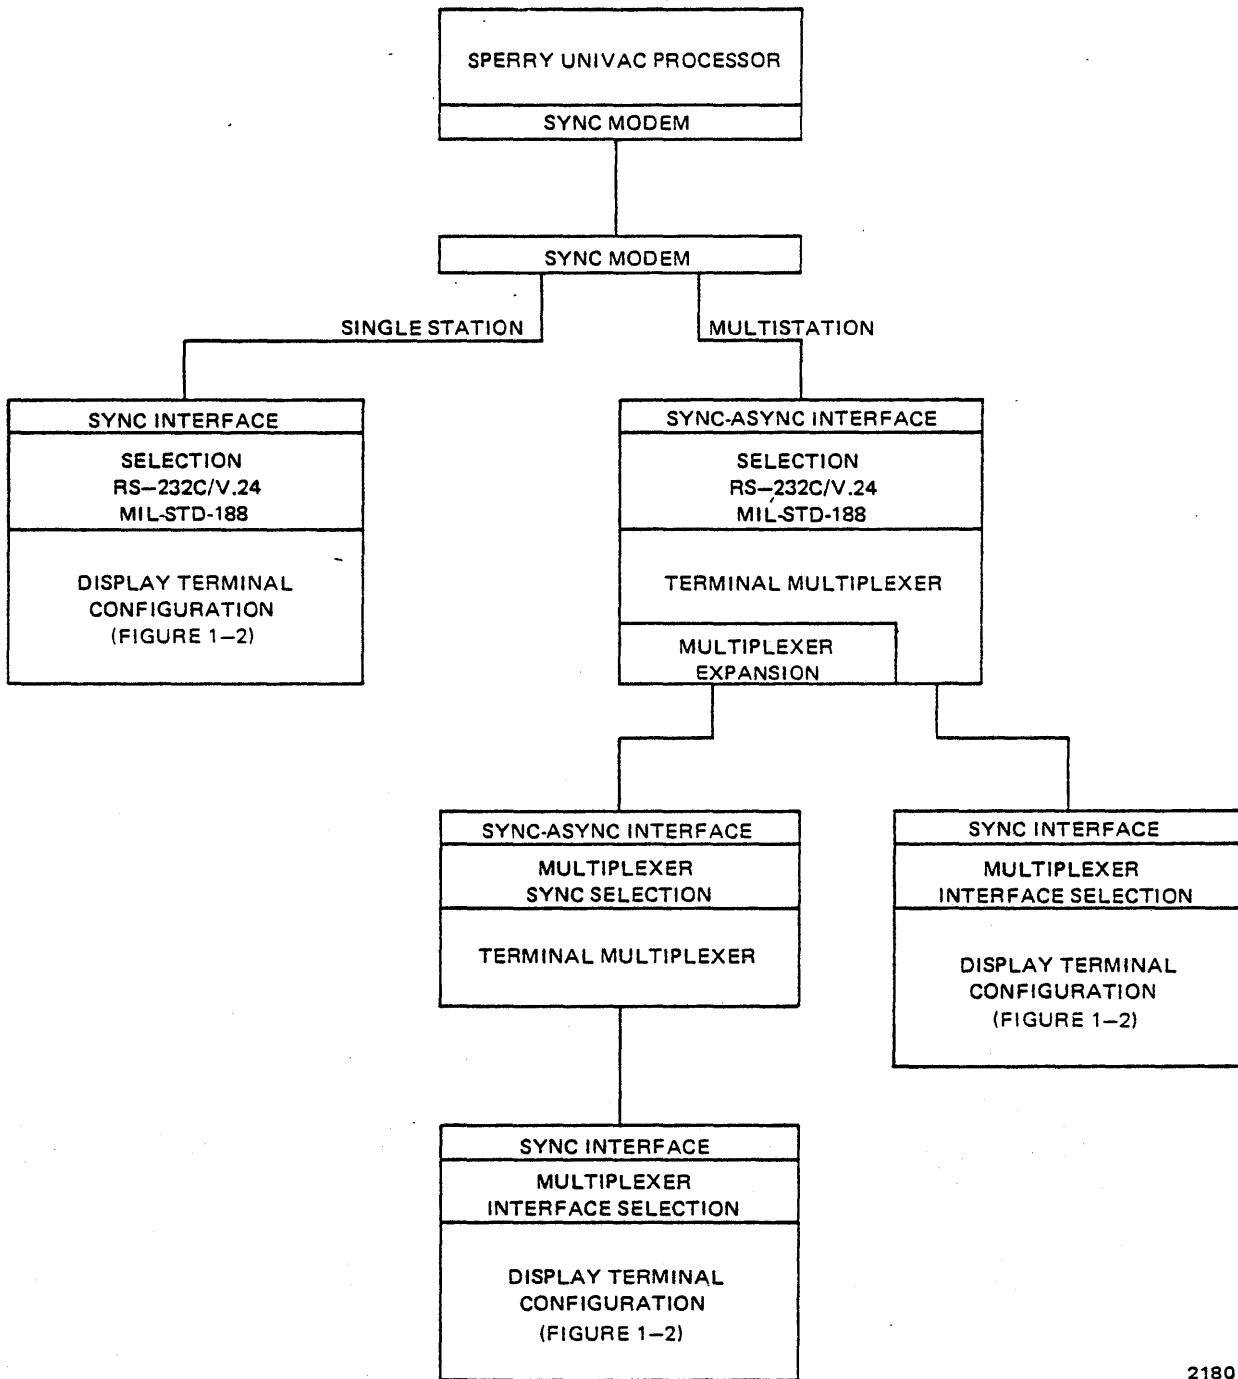 SPERRY UNIVAC PROCESSOR
SYNC MODEM
SYNC MODEM
SINGLE STATION
MULTISTATION
SYNC INTERFACE
SELECTION
RS–232C/V.24
MIL-STD-188
DISPLAY TERMINAL
CONFIGURATION
(FIGURE 1–2)
SYNC-ASYNC INTERFACE
SELECTION
RS–232C/V.24
MIL-STD-188
TERMINAL MULTIPLEXER
MULTIPLEXER
EXPANSION
SYNC-ASYNC INTERFACE
MULTIPLEXER
SYNC SELECTION
TERMINAL MULTIPLEXER
SYNC INTERFACE
MULTIPLEXER
INTERFACE SELECTION
DISPLAY TERMINAL
CONFIGURATION
(FIGURE 1–2)
SYNC INTERFACE
MULTIPLEXER
INTERFACE SELECTION
DISPLAY TERMINAL
CONFIGURATION
(FIGURE 1–2)
2180